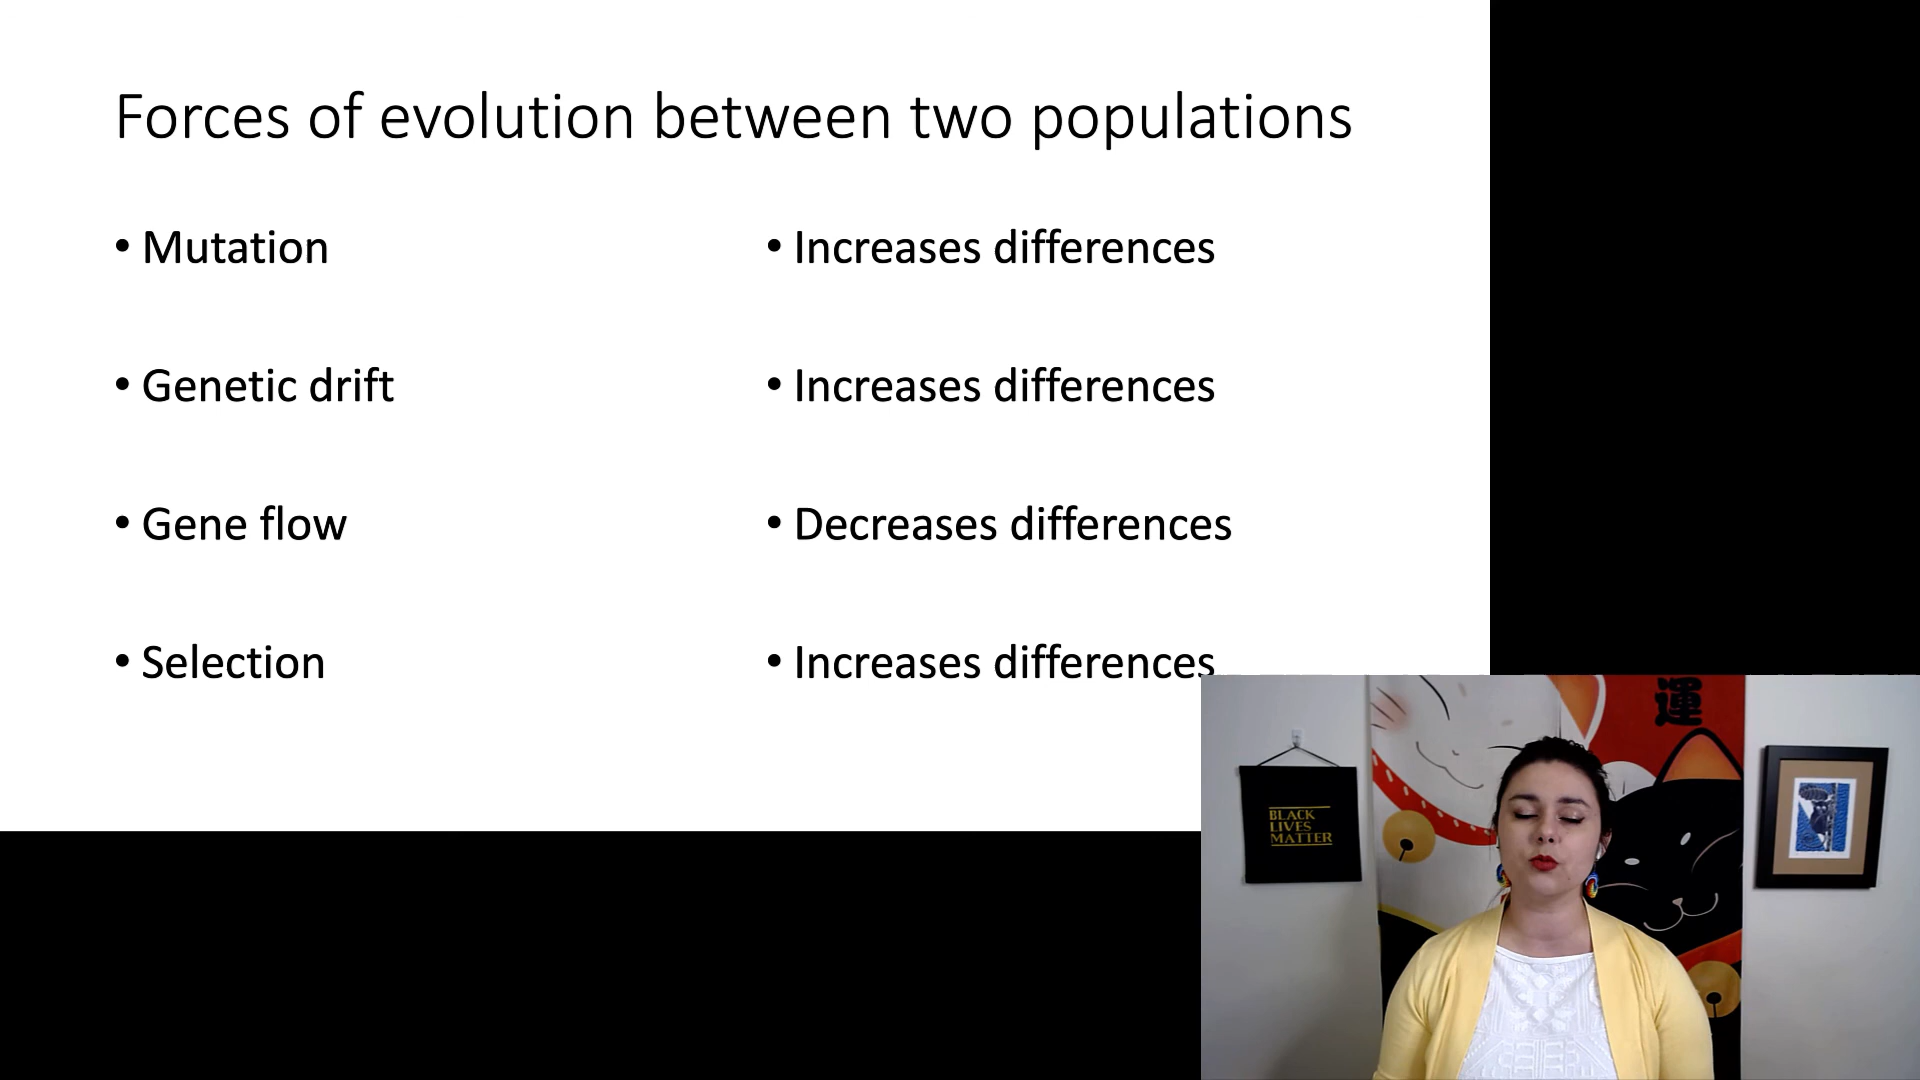 Forces of evolution between two populations
• Mutation
• Increases differences
• Genetic drift
• Increases differences
• Gene flow
• Decreases differences
• Selection
• Increases differences
運
BLACK
LIVES
MATTER